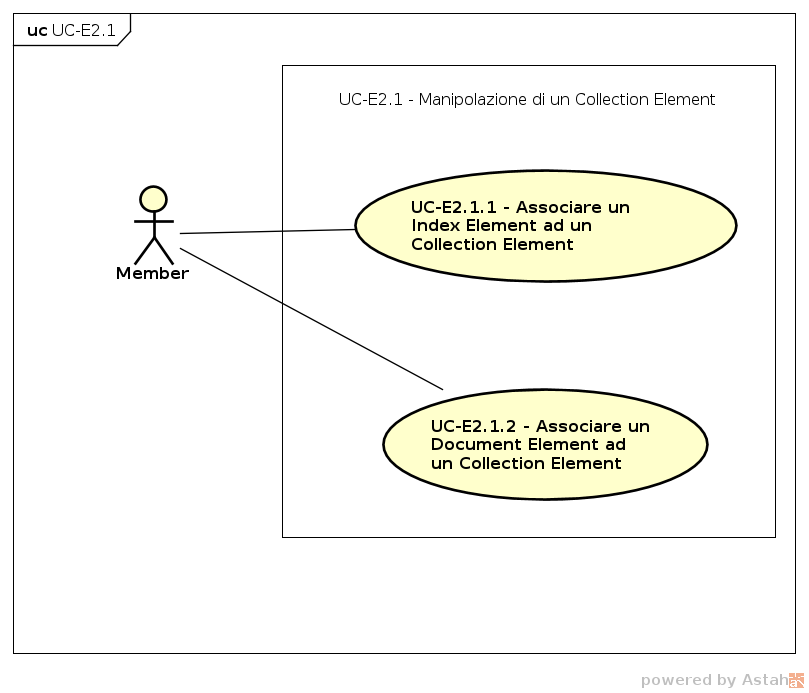 uc UC-E2.1
UC-E2.1 - Manipolazione di un Collection Element
UC-E2.1.1 - Associare un
Index Element ad un
Collection Element
Member
UC-E2.1.2 - Associare un
Document Element ad
un Collection Element
powered by Astah